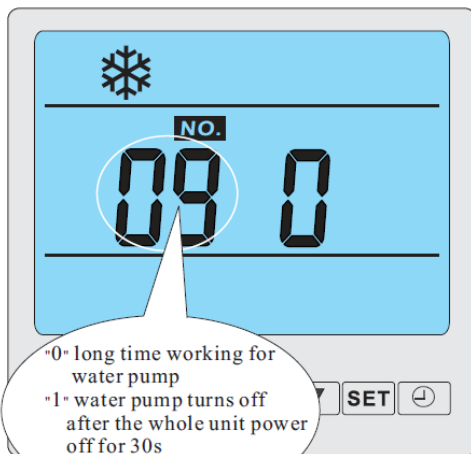 NO.
09 0
"0" long time working for
water pump
"1" water pump turns off
after the whole unit power
off for 30s
SET